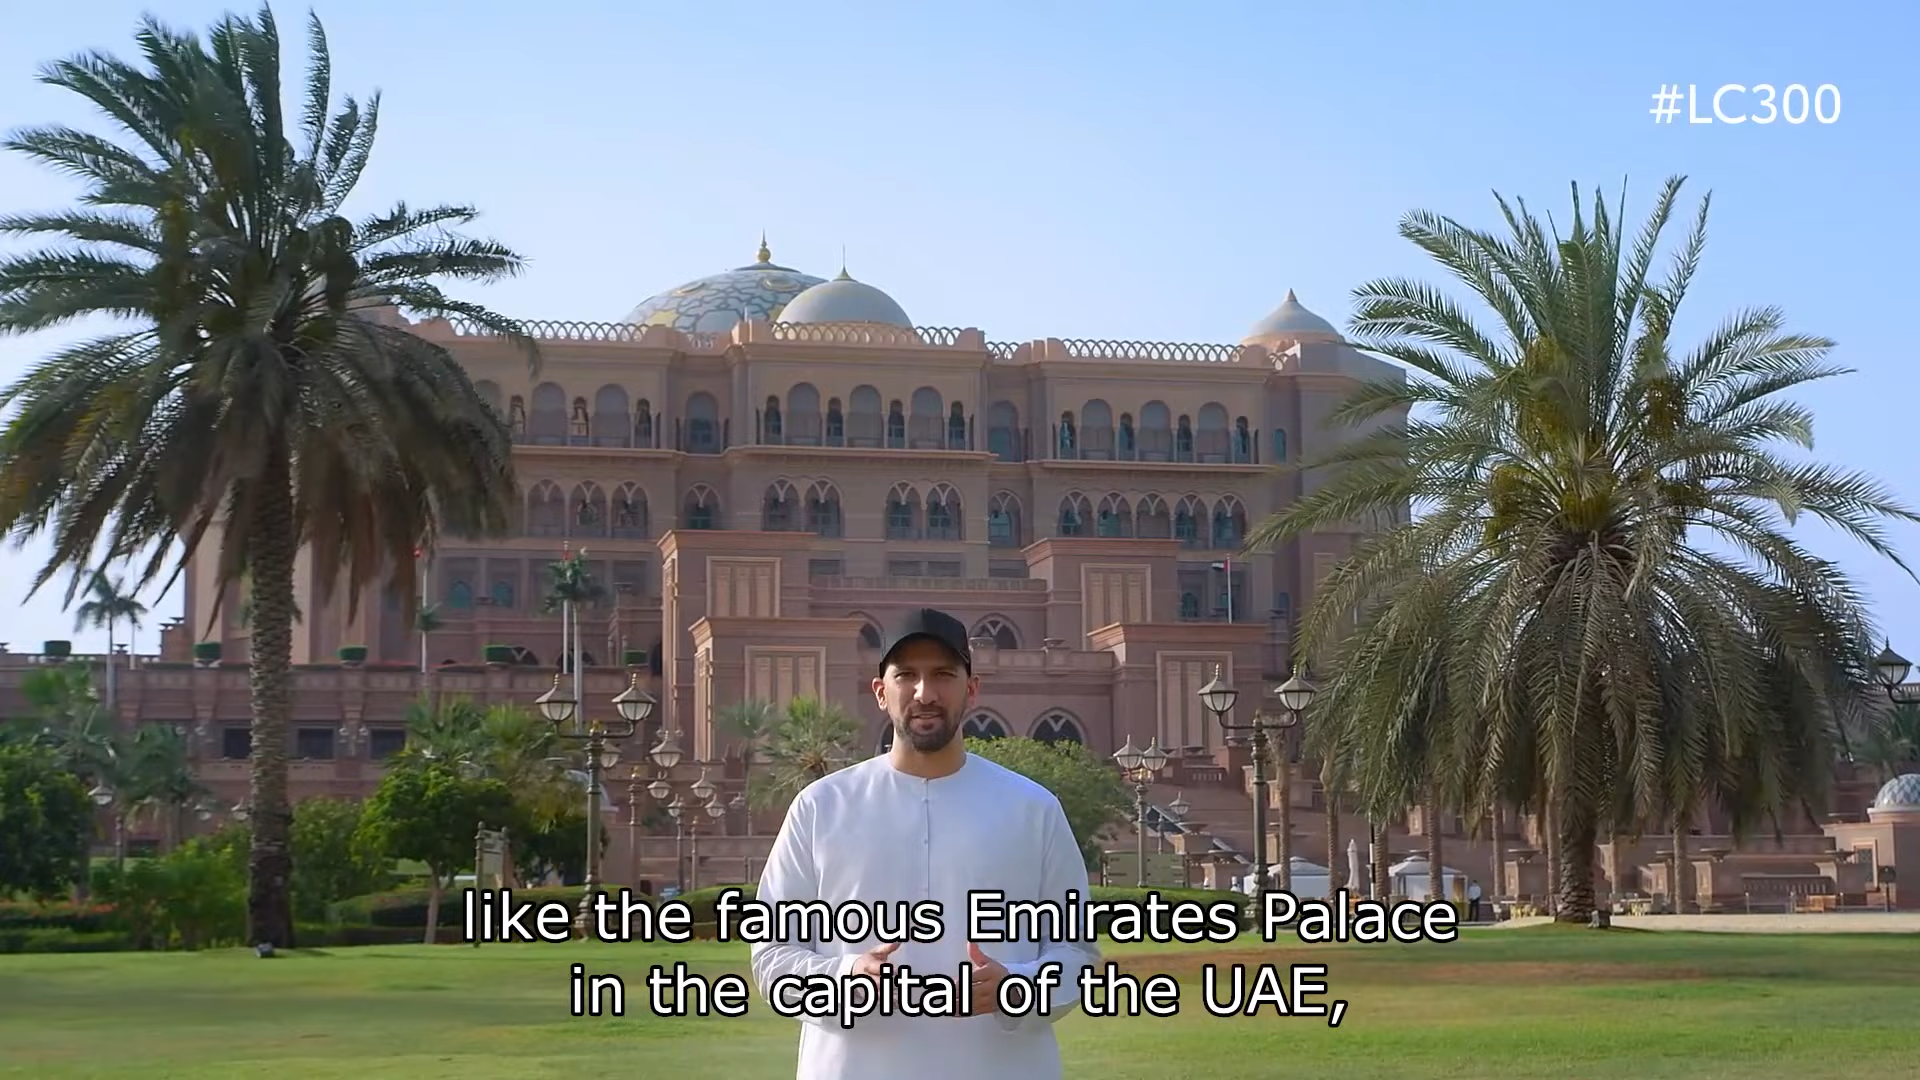 #LC300
like the famous Emirates Palace
in the capital of the UAE,